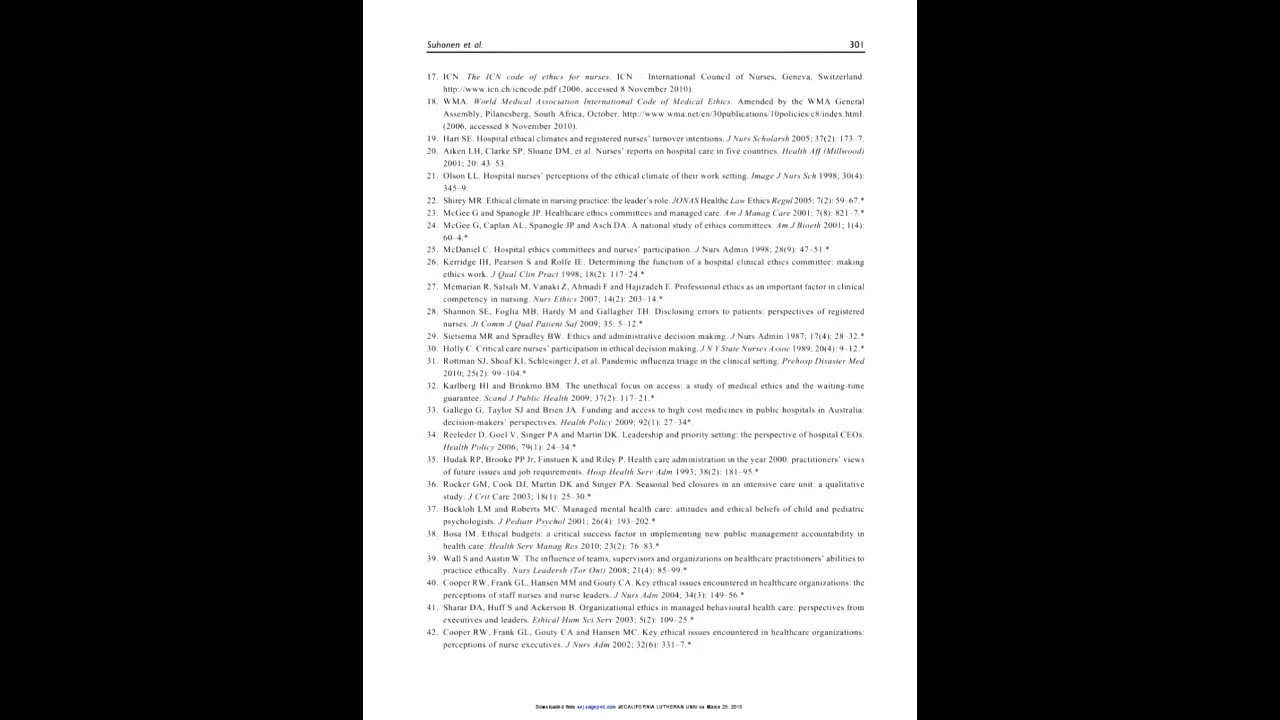 Suhonen et al. 301
17. ICN. The ICN code of ethics for nurses. ICN – International Council of Nurses, Geneva, Switzerland.
http://www.icn.ch/icncode.pdf (2006, accessed 8 November 2010).
18. WMA. World Medical Association International Code of Medical Ethics. Amended by the WMA General
Assembly, Pilanesberg, South Africa, October. http://www.wma.net/en/30publications/10policies/c8/index.html.
(2006, accessed 8 November 2010).
19. Hart SE. Hospital ethical climates and registered nurses' turnover intentions. J Nurs Scholarsh 2005; 37(2): 173–7.
20. Aiken LH, Clarke SP, Sloane DM, et al. Nurses' reports on hospital care in five countries. Health Aff (Millwood)
2001; 20: 43–53.
21. Olson LL. Hospital nurses' perceptions of the ethical climate of their work setting. Image J Nurs Sch 1998; 30(4):
345–9.
22. Shirey MR. Ethical climate in nursing practice: the leader's role. JONAS Healthc Law Ethics Regul 2005; 7(2): 59–67.*
23. McGee G and Spanogle JP. Healthcare ethics committees and managed care. Am J Manag Care 2001; 7(8): 821–7.*
24. McGee G, Caplan AL, Spanogle JP and Asch DA. A national study of ethics committees. Am J Bioeth 2001; 1(4):
60–4.*
25. McDaniel C. Hospital ethics committees and nurses' participation. J Nurs Admin 1998; 28(9): 47–51.*
26. Kerridge IH, Pearson S and Rolfe IE. Determining the function of a hospital clinical ethics committee: making
ethics work. J Qual Clin Pract 1998; 18(2): 117–24.*
27. Memarian R, Salsali M, Vanaki Z, Ahmadi F and Hajizadeh E. Professional ethics as an important factor in clinical
competency in nursing. Nurs Ethics 2007; 14(2): 203–14.*
28. Shannon SE, Foglia MB, Hardy M and Gallagher TH. Disclosing errors to patients: perspectives of registered
nurses. Jt Comm J Qual Patient Saf 2009; 35: 5–12.*
29. Sietsema MR and Spradley BW. Ethics and administrative decision making. J Nurs Admin 1987; 17(4): 28–32.*
30. Holly C. Critical care nurses' participation in ethical decision making. J N Y State Nurses Assoc 1989; 20(4): 9–12.*
31. Rottman SJ, Shoaf KI, Schlesinger J, et al. Pandemic influenza triage in the clinical setting. Prehosp Disaster Med
2010; 25(2): 99–104.*
32. Karlberg HI and Brinkmo BM. The unethical focus on access: a study of medical ethics and the waiting-time
guarantee. Scand J Public Health 2009; 37(2): 117–21.*
33. Gallego G, Taylor SJ and Brien JA. Funding and access to high cost medicines in public hospitals in Australia:
decision-makers' perspectives. Health Policy 2009; 92(1): 27–34*.
34. Reeleder D, Goel V, Singer PA and Martin DK. Leadership and priority setting: the perspective of hospital CEOs.
Health Policy 2006; 79(1): 24–34.*
35. Hudak RP, Brooke PP Jr, Finstuen K and Riley P. Health care administration in the year 2000: practitioners' views
of future issues and job requirements. Hosp Health Serv Adm 1993; 38(2): 181–95.*
36. Rocker GM, Cook DJ, Martin DK and Singer PA. Seasonal bed closures in an intensive care unit: a qualitative
study. J Crit Care 2003; 18(1): 25–30.*
37. Buckloh LM and Roberts MC. Managed mental health care: attitudes and ethical beliefs of child and pediatric
psychologists. J Pediatr Psychol 2001; 26(4): 193–202.*
38. Bosa IM. Ethical budgets: a critical success factor in implementing new public management accountability in
health care. Health Serv Manag Res 2010; 23(2): 76–83.*
39. Wall S and Austin W. The influence of teams, supervisors and organizations on healthcare practitioners' abilities to
practice ethically. Nurs Leadersh (Tor Ont) 2008; 21(4): 85–99.*
40. Cooper RW, Frank GL, Hansen MM and Gouty CA. Key ethical issues encountered in healthcare organizations: the
perceptions of staff nurses and nurse leaders. J Nurs Adm 2004; 34(3): 149–56.*
41. Sharar DA, Huff S and Ackerson B. Organizational ethics in managed behavioural health care: perspectives from
executives and leaders. Ethical Hum Sci Serv 2003; 5(2): 109–25.*
42. Cooper RW, Frank GL, Gouty CA and Hansen MC. Key ethical issues encountered in healthcare organizations:
perceptions of nurse executives. J Nurs Adm 2002; 32(6): 331–7.*
Downloaded from nej.sagepub.com at CALIFORNIA LUTHERAN UNIV on March 25, 2015